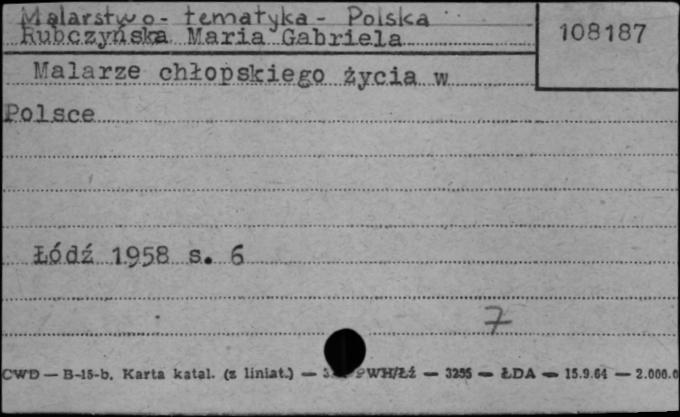 Malarstwo - tematyka - Polska
Rubczyńska Maria Gabriela
108187
Malarze chłopskiego życia w
Polsce
Łódź 1958 s. 6
7
CWD — B-15-b. Karta katal. (z liniat.) — PWH/Łź — 3255 — ŁDA — 15.9.64 — 2.000.0